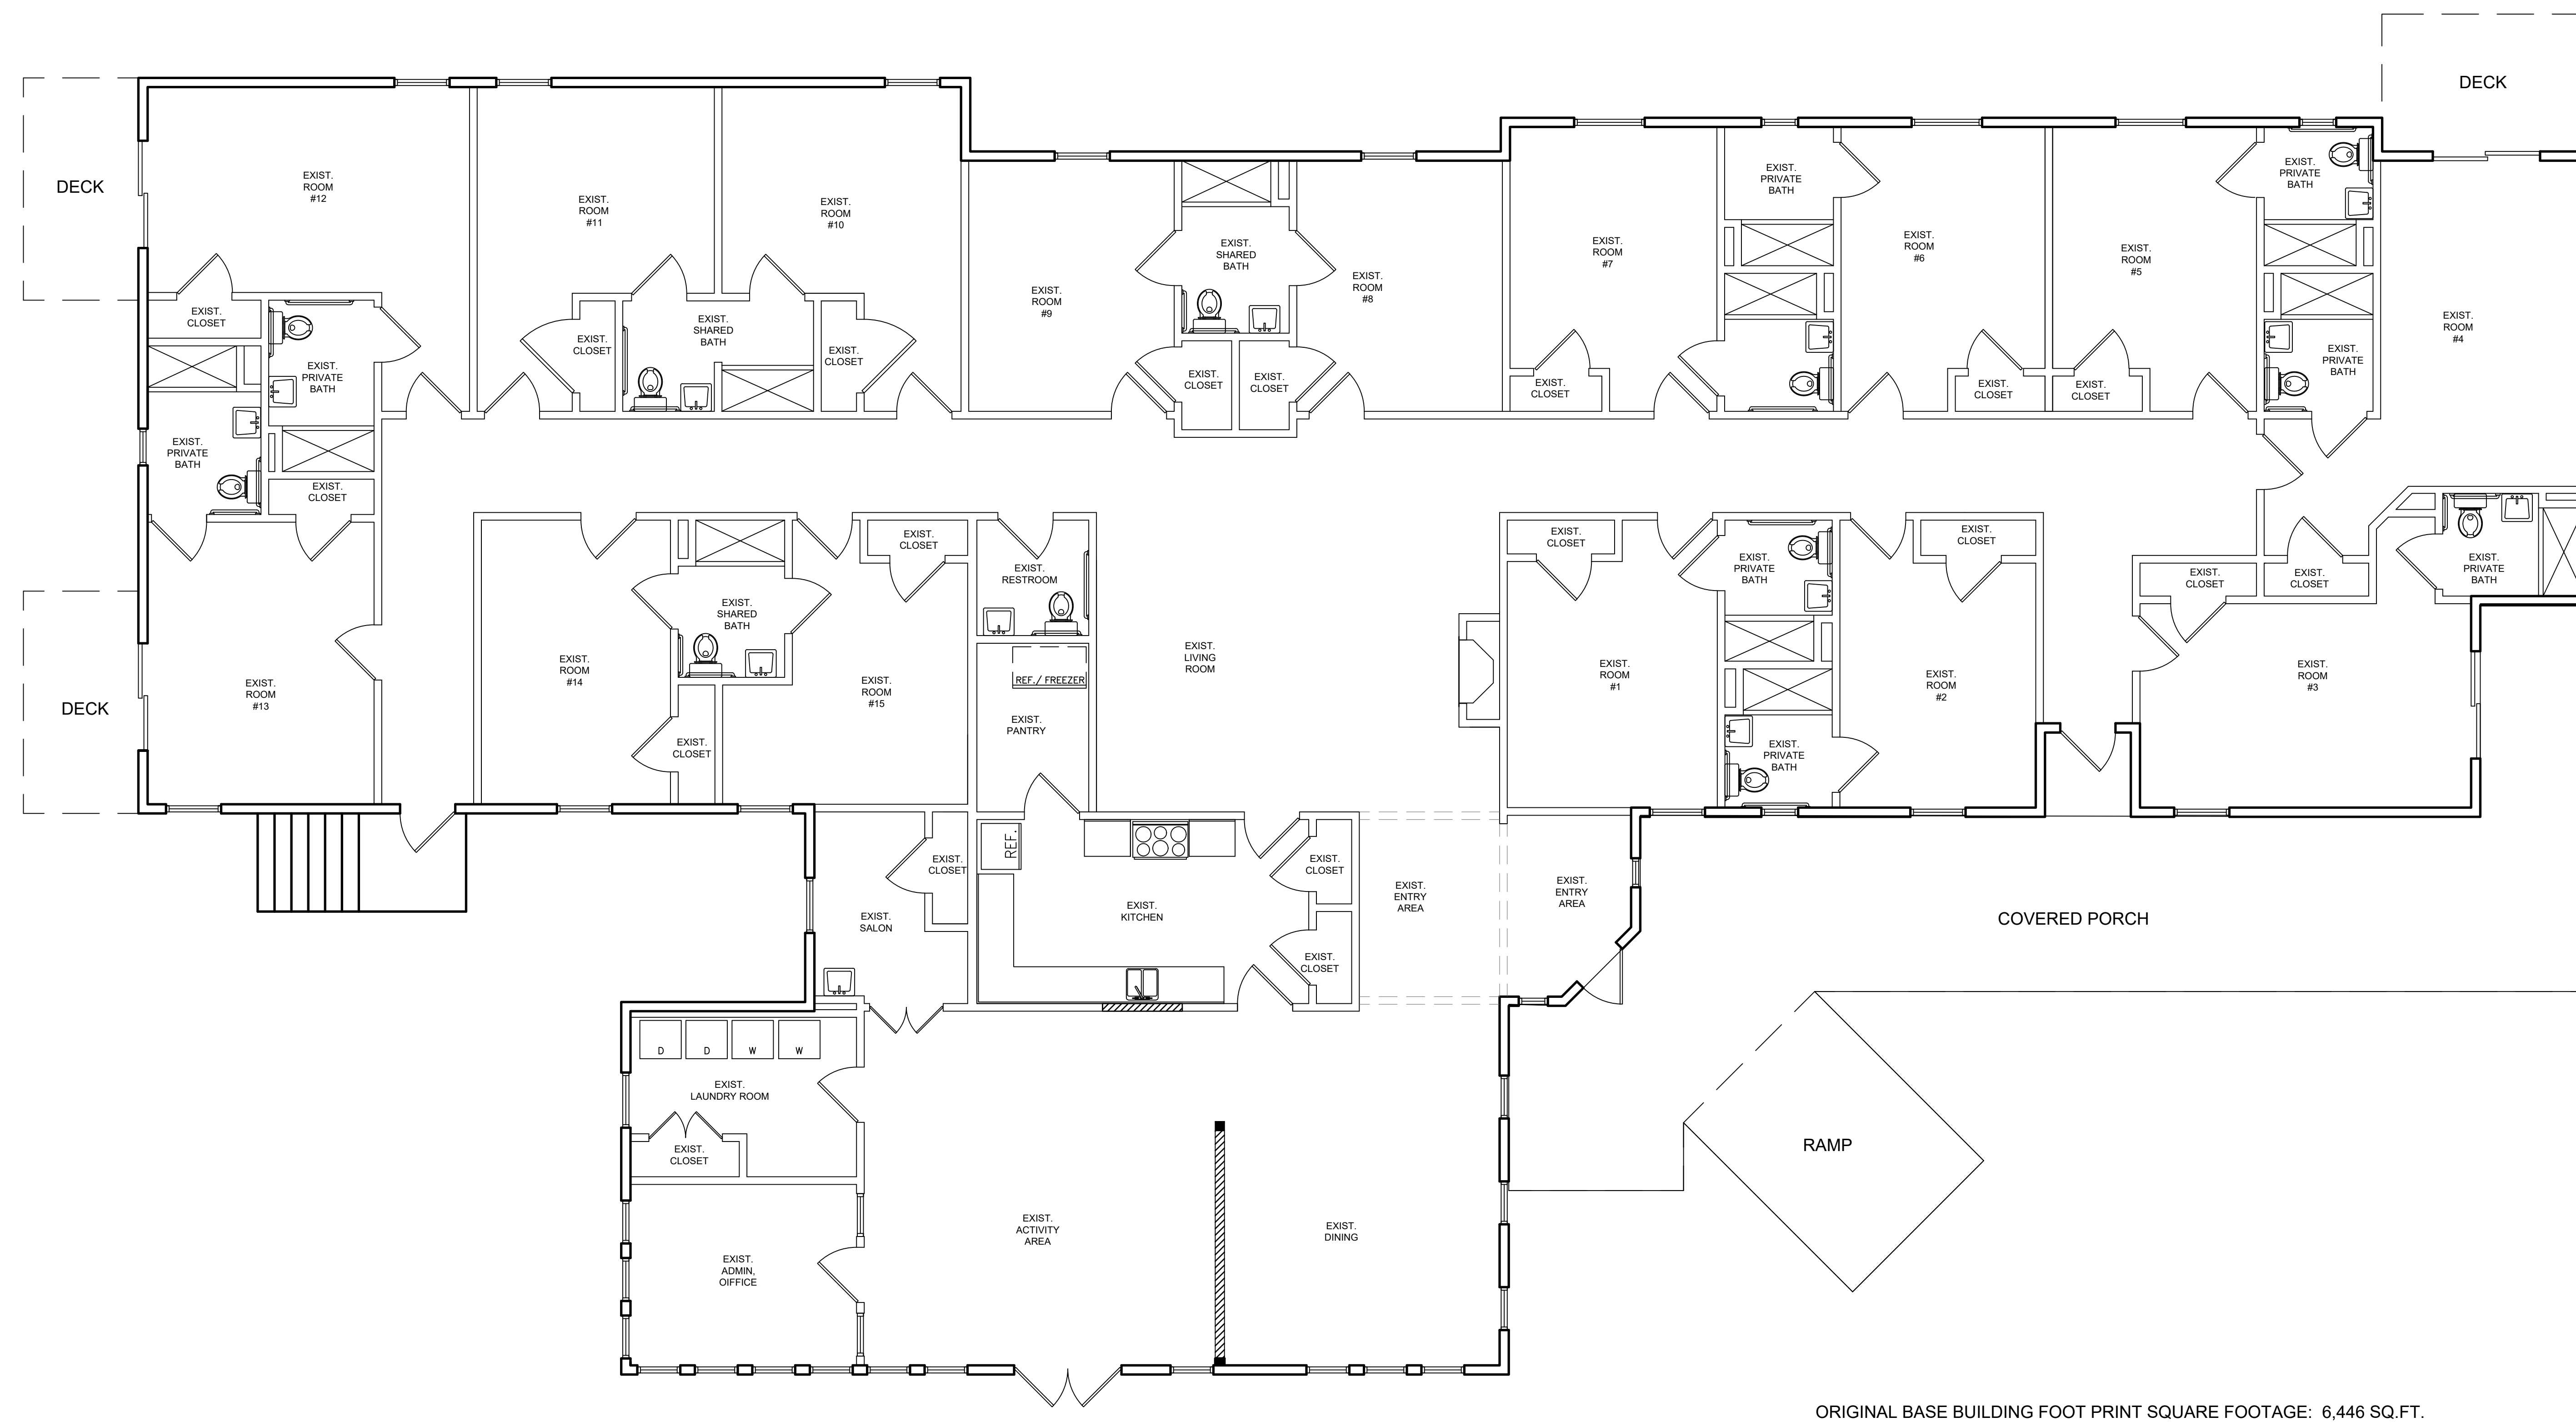 DECK
DECK
EXIST.
ROOM
#12
EXIST.
ROOM
#11
EXIST.
ROOM
#10
EXIST.
SHARED
BATH
EXIST.
ROOM
#9
EXIST.
ROOM
#8
EXIST.
PRIVATE
BATH
EXIST.
ROOM
#7
EXIST.
ROOM
#6
EXIST.
ROOM
#5
EXIST.
PRIVATE
BATH
EXIST.
ROOM
#4
EXIST.
CLOSET
EXIST.
PRIVATE
BATH
EXIST.
CLOSET
EXIST.
SHARED
BATH
EXIST.
CLOSET
EXIST.
CLOSET
EXIST.
CLOSET
EXIST.
CLOSET
EXIST.
CLOSET
EXIST.
CLOSET
EXIST.
PRIVATE
BATH
EXIST.
PRIVATE
BATH
EXIST.
CLOSET
EXIST.
CLOSET
EXIST.
CLOSET
EXIST.
RESTROOM
EXIST.
SHARED
BATH
EXIST.
CLOSET
EXIST.
PRIVATE
BATH
EXIST.
CLOSET
EXIST.
CLOSET
EXIST.
PRIVATE
BATH
DECK
EXIST.
ROOM
#13
EXIST.
ROOM
#14
EXIST.
CLOSET
EXIST.
ROOM
#15
REF./ FREEZER
EXIST.
PANTRY
EXIST.
LIVING
ROOM
EXIST.
ROOM
#1
EXIST.
PRIVATE
BATH
EXIST.
ROOM
#2
EXIST.
CLOSET
EXIST.
ROOM
#3
EXIST.
CLOSET
EXIST.
SALON
REF.
EXIST.
KITCHEN
EXIST.
CLOSET
EXIST.
CLOSET
EXIST.
ENTRY
AREA
EXIST.
ENTRY
AREA
COVERED PORCH
D D W W
EXIST.
LAUNDRY ROOM
EXIST.
CLOSET
RAMP
EXIST.
ADMIN,
OIFFICE
EXIST.
ACTIVITY
AREA
EXIST.
DINING
ORIGINAL BASE BUILDING FOOT PRINT SQUARE FOOTAGE: 6,446 SQ.FT.